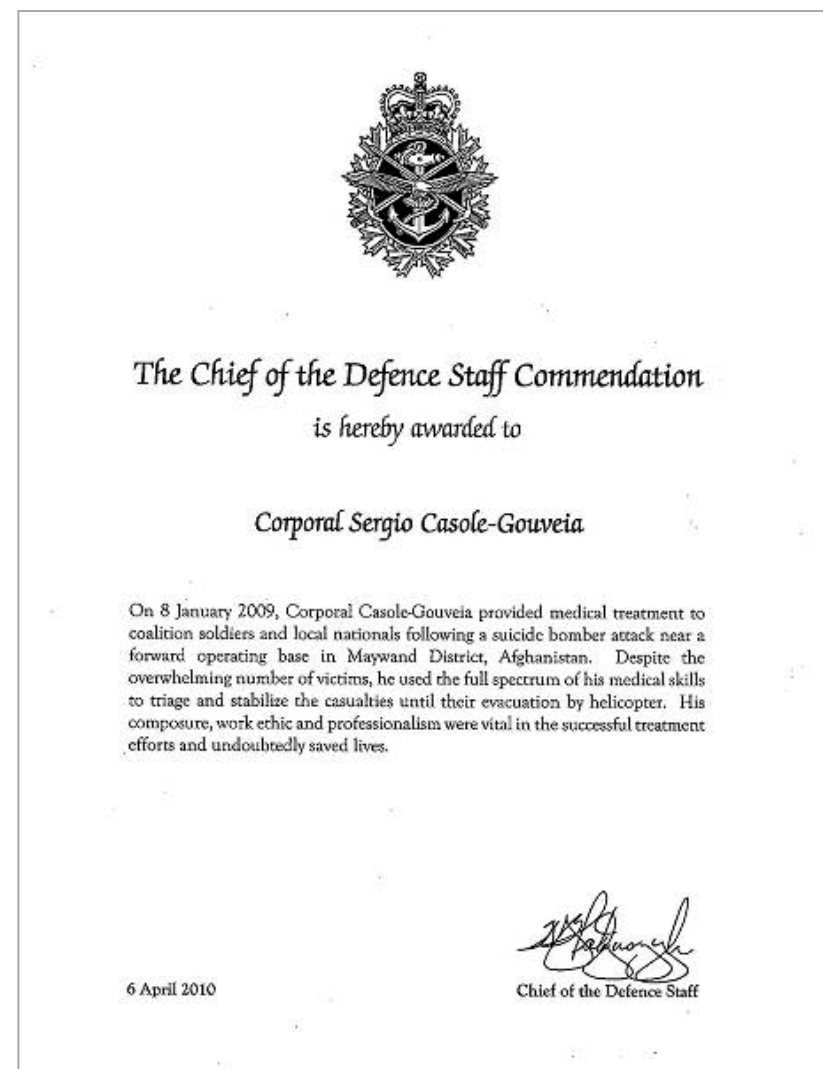 The Chief of the Defence Staff Commendation
is hereby awarded to
Corporal Sergio Casole-Gouveia
On 8 January 2009, Corporal Casole-Gouveia provided medical treatment to
coalition soldiers and local nationals following a suicide bomber attack near a
forward operating base in Maywand District, Afghanistan. Despite the
overwhelming number of victims, he used the full spectrum of his medical skills
to triage and stabilize the casualties until their evacuation by helicopter. His
composure, work ethic and professionalism were vital in the successful treatment
efforts and undoubtedly saved lives.
6 April 2010
Chief of the Defence Staff